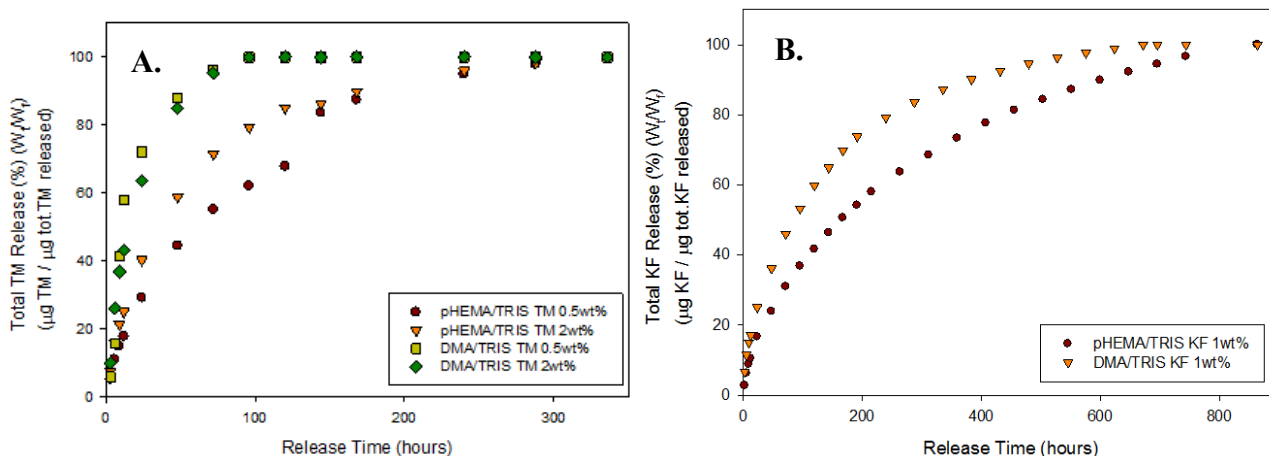 A.
Total TM Release (%) (Wt/Wf)
(μg TM / μg tot.TM released)
100
80
60
40
20
0
pHEMA/TRIS TM 0.5wt%
pHEMA/TRIS TM 2wt%
DMA/TRIS TM 0.5wt%
DMA/TRIS TM 2wt%
0 100 200 300
Release Time (hours)
B.
Total KF Release (%) (Wt/Wf)
(μg KF / μg tot.KF released)
100
80
60
40
20
0
pHEMA/TRIS KF 1wt%
DMA/TRIS KF 1wt%
0 200 400 600 800
Release Time (hours)